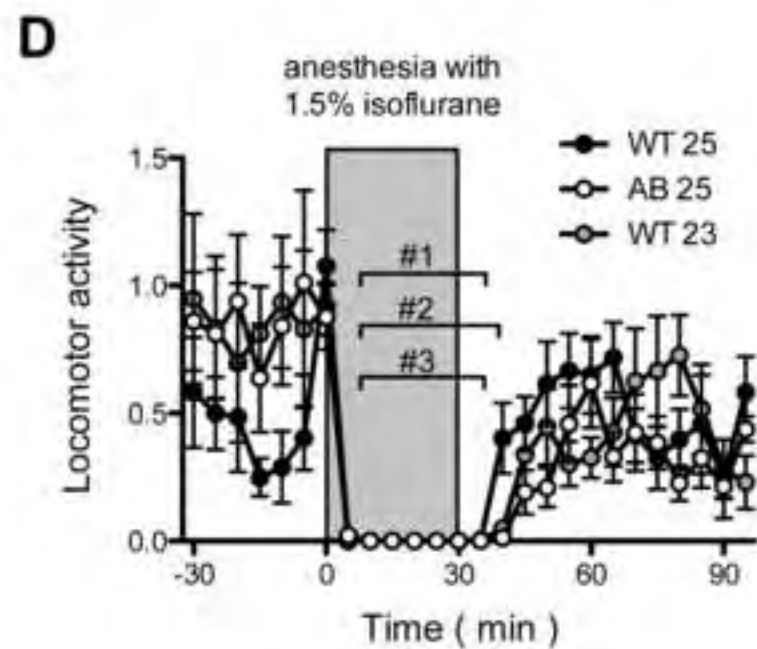 D
anesthesia with
1.5% isoflurane
WT 25
AB 25
WT 23
#1
#2
#3
Locomotor activity
1.5
1.0
0.5
0.0
-30
0
30
60
90
Time ( min )